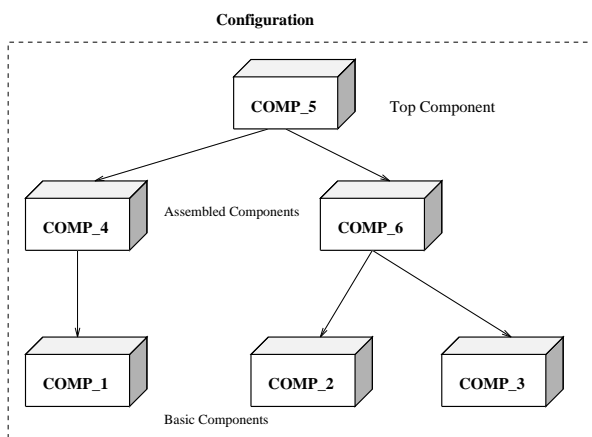 Configuration
COMP_5
Top Component
COMP_4
Assembled Components
COMP_6
COMP_1
COMP_2
COMP_3
Basic Components